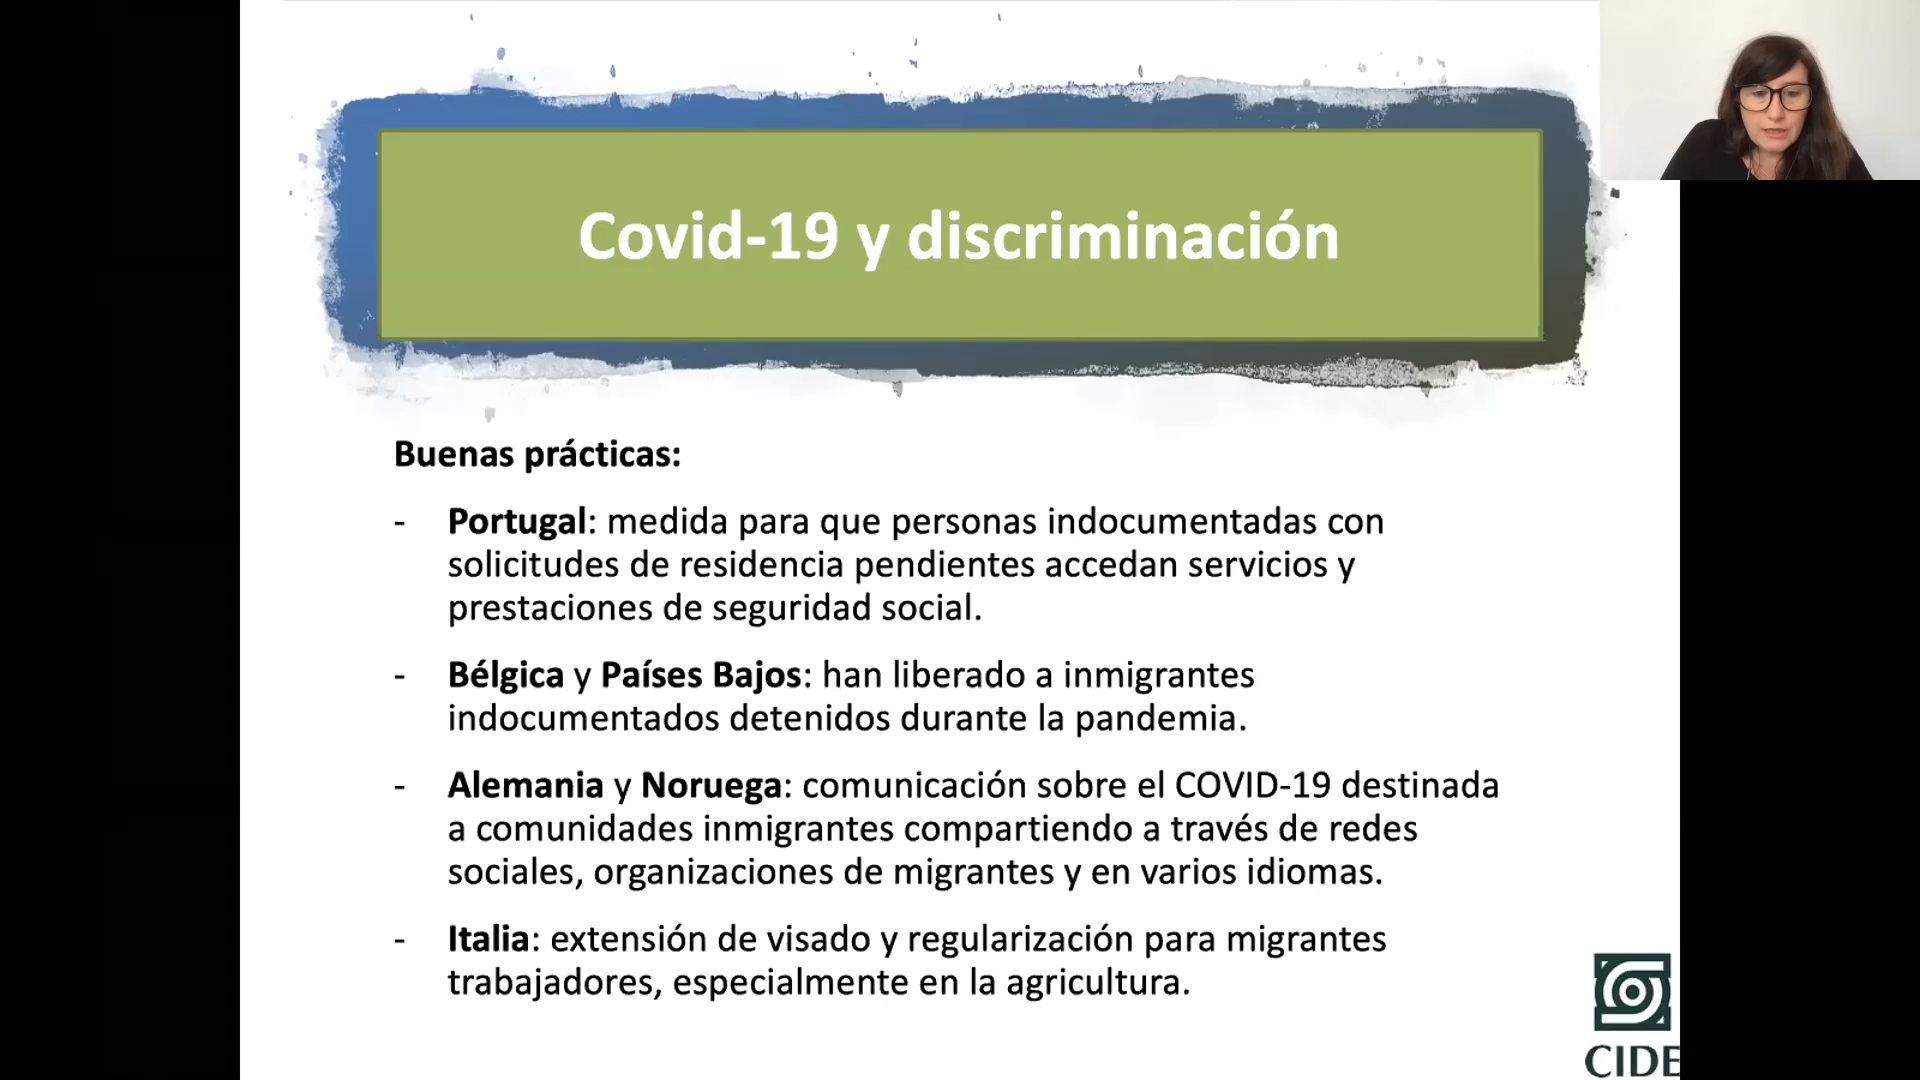 Covid-19 y discriminación
Buenas prácticas:
- Portugal: medida para que personas indocumentadas con
solicitudes de residencia pendientes accedan servicios y
prestaciones de seguridad social.
- Bélgica y Países Bajos: han liberado a inmigrantes
indocumentados detenidos durante la pandemia.
- Alemania y Noruega: comunicación sobre el COVID-19 destinada
a comunidades inmigrantes compartiendo a través de redes
sociales, organizaciones de migrantes y en varios idiomas.
- Italia: extensión de visado y regularización para migrantes
trabajadores, especialmente en la agricultura.
CIDE